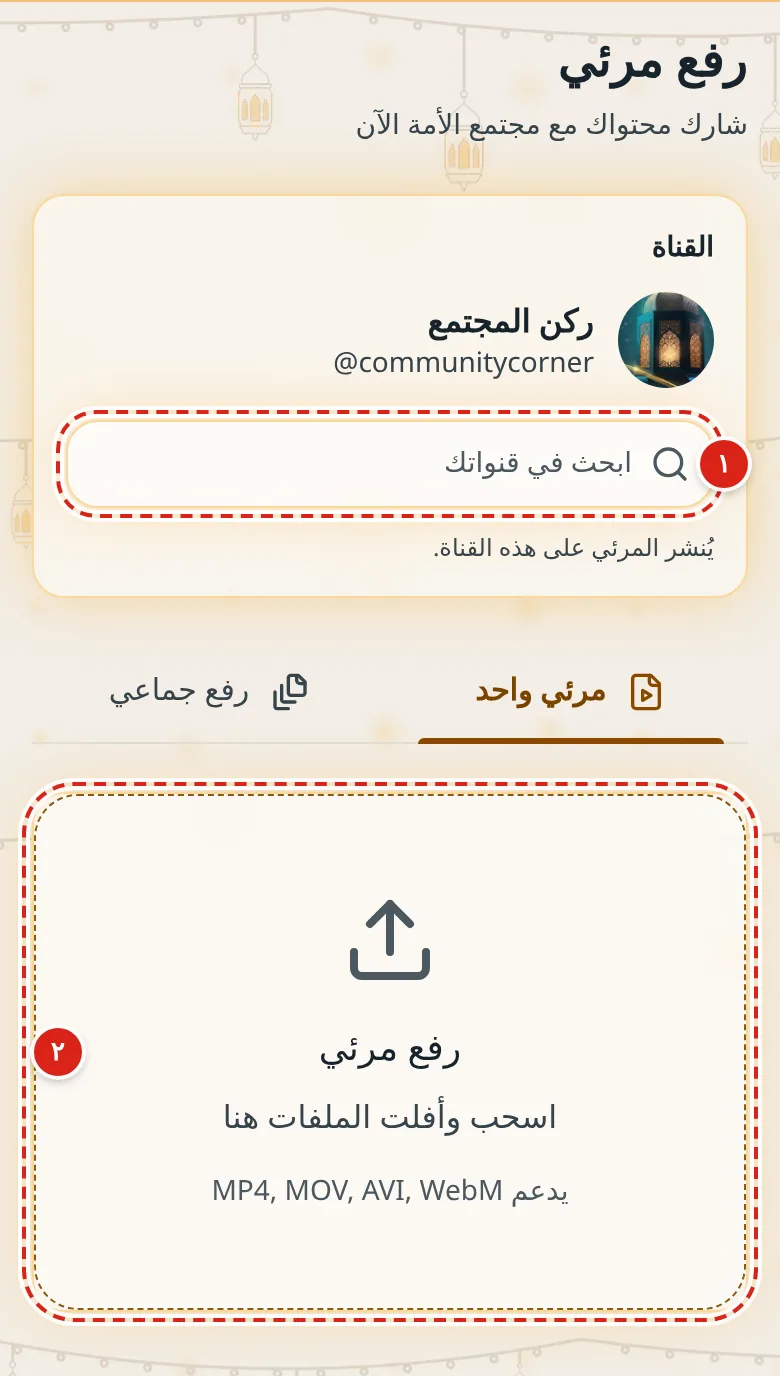 رفع مرئي
شارك محتواك مع مجتمع الأمة الآن
القناة
ركن المجتمع
@communitycorner
ابحث في قنواتك
١
يُنشر المرئي على هذه القناة.
مرئي واحد
رفع جماعي
رفع مرئي
٢
اسحب وأفلت الملفات هنا
يدعم MP4, MOV, AVI, WebM